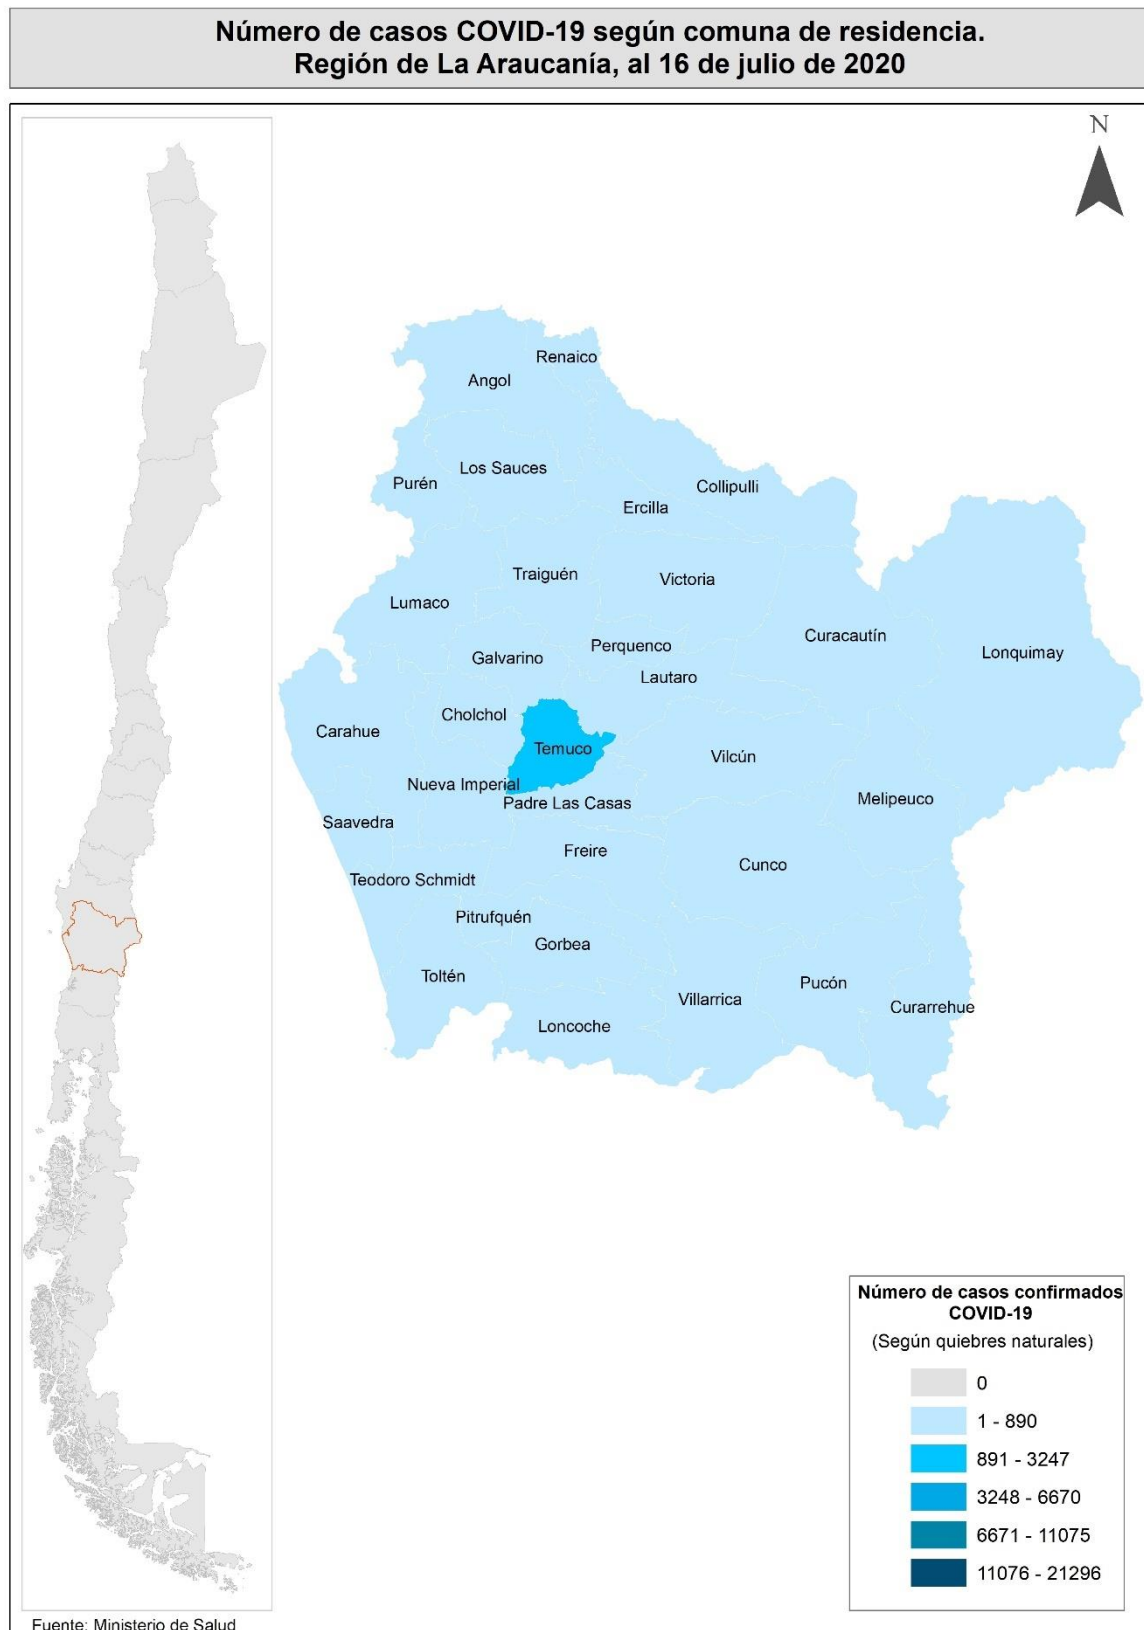 Número de casos COVID-19 según comuna de residencia.
Región de La Araucanía, al 16 de julio de 2020
N
Renaico
Angol
Los Sauces
Purén
Collipulli
Ercilla
Traiguén
Victoria
Lumaco
Curacautín
Perquenco
Lonquimay
Galvarino
Lautaro
Cholchol
Carahue
Temuco
Vilcún
Nueva Imperial
Melipeuco
Padre Las Casas
Saavedra
Freire
Cunco
Teodoro Schmidt
Pitrufquén
Gorbea
Toltén
Pucón
Villarrica
Curarrehue
Loncoche
Número de casos confirmados
COVID-19
(Según quiebres naturales)
0
1 - 890
891 - 3247
3248 - 6670
6671 - 11075
11076 - 21296
Fuente: Ministerio de Salud